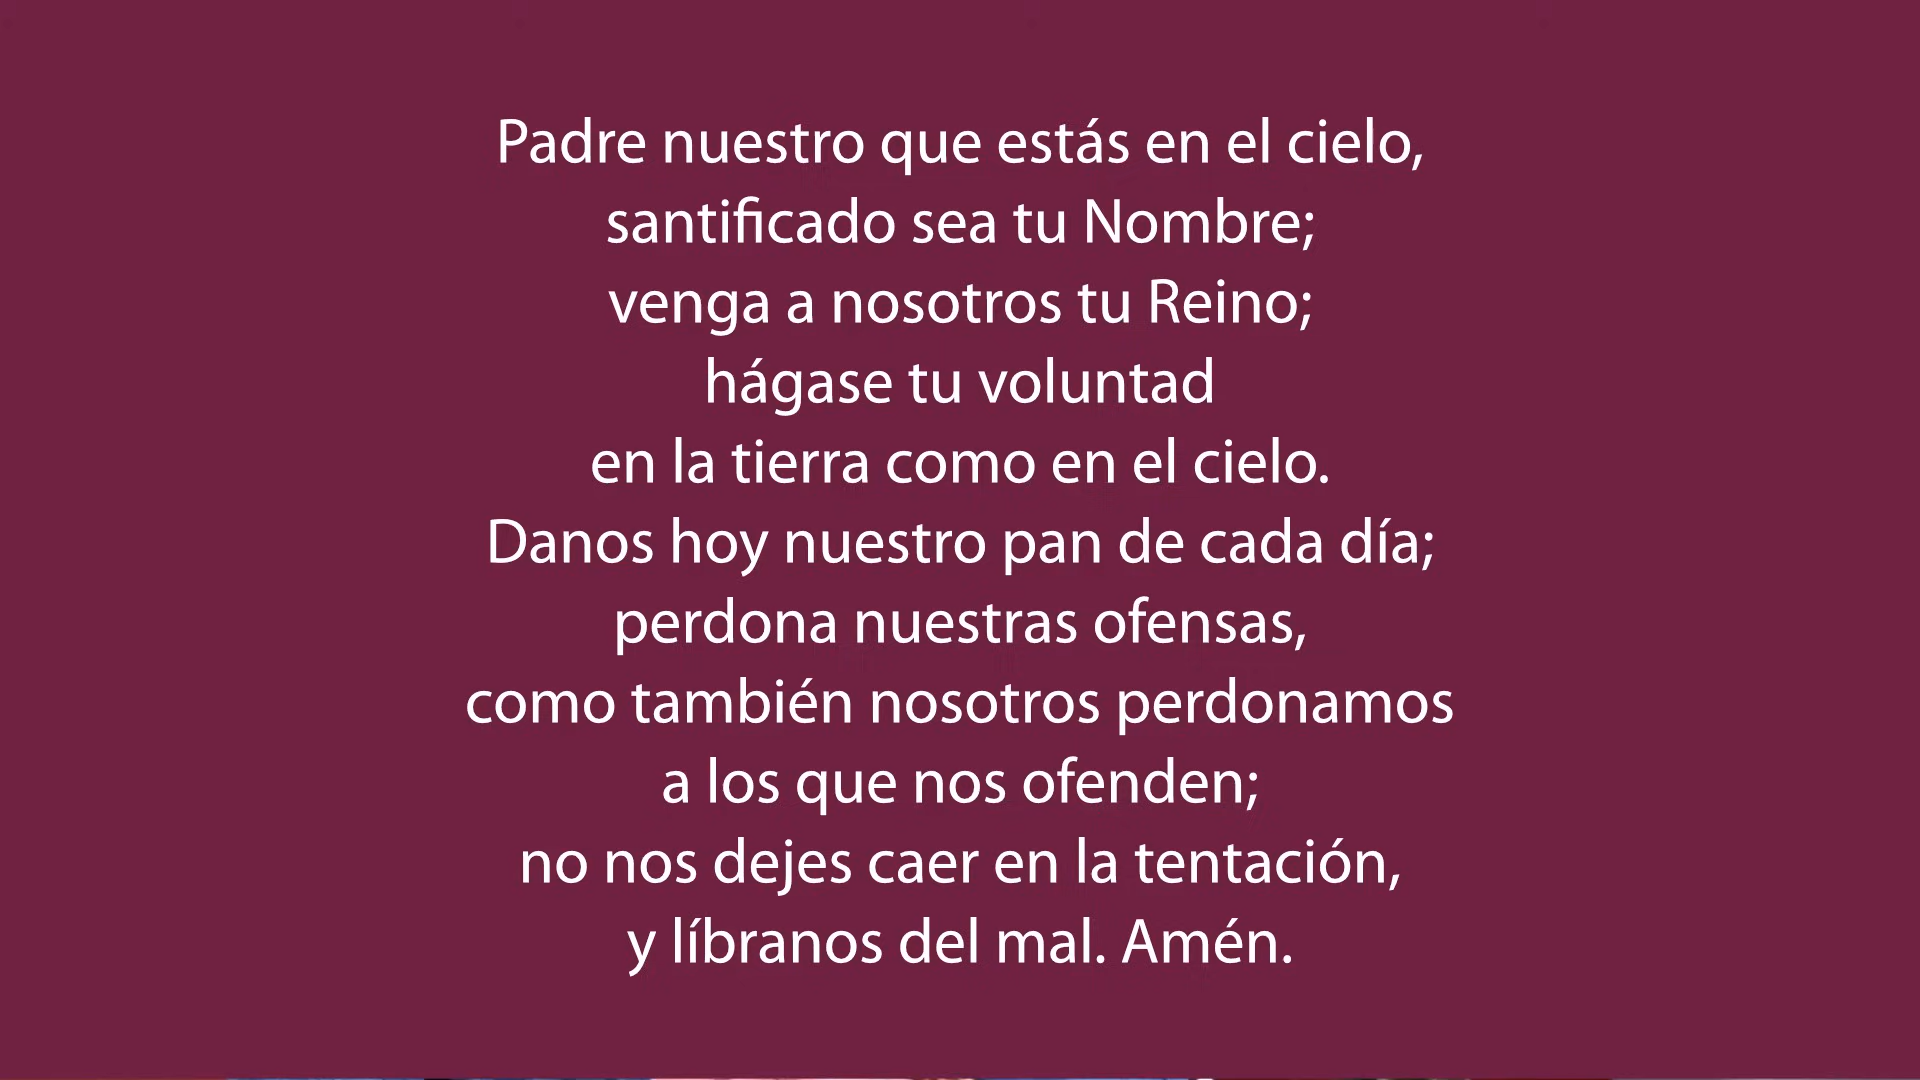 Padre nuestro que estás en el cielo,
santificado sea tu Nombre;
venga a nosotros tu Reino;
hágase tu voluntad
en la tierra como en el cielo.
Danos hoy nuestro pan de cada día;
perdona nuestras ofensas,
como también nosotros perdonamos
a los que nos ofenden;
no nos dejes caer en la tentación,
y líbranos del mal. Amén.